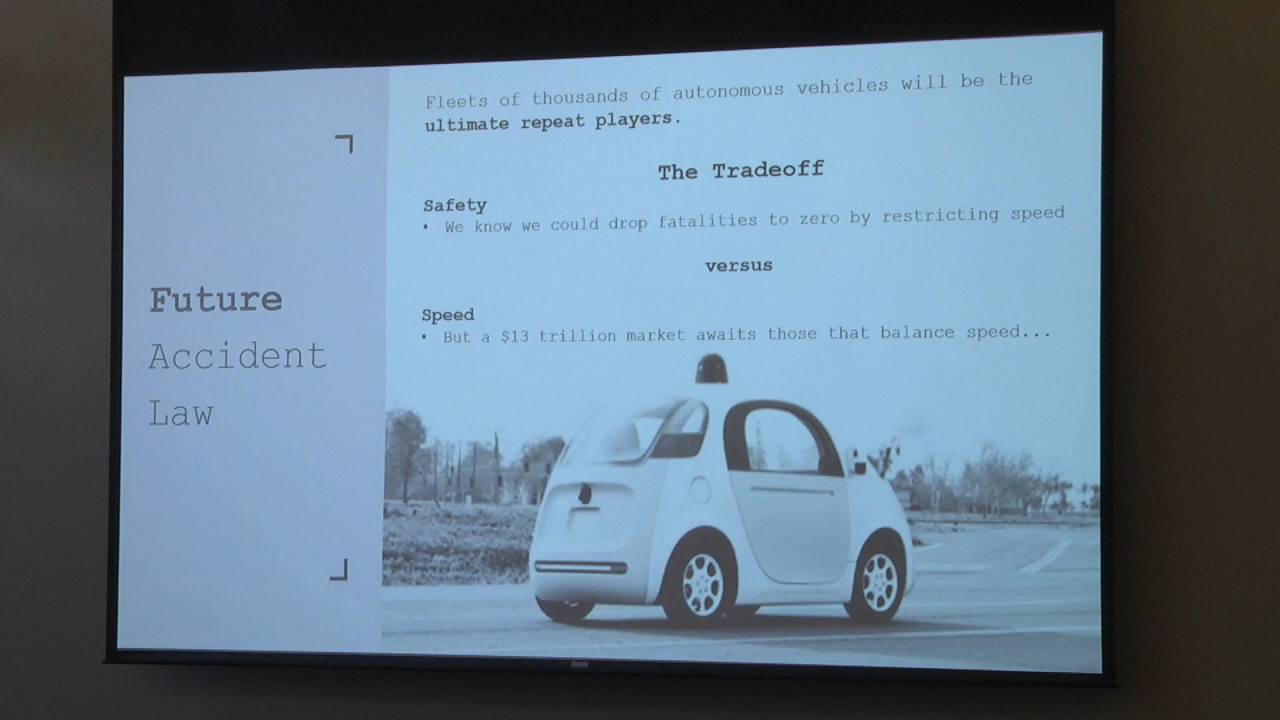 Future
Accident
Law
Fleets of thousands of autonomous vehicles will be the
ultimate repeat players.
The Tradeoff
Safety
• We know we could drop fatalities to zero by restricting speed
versus
Speed
• But a $13 trillion market awaits those that balance speed...